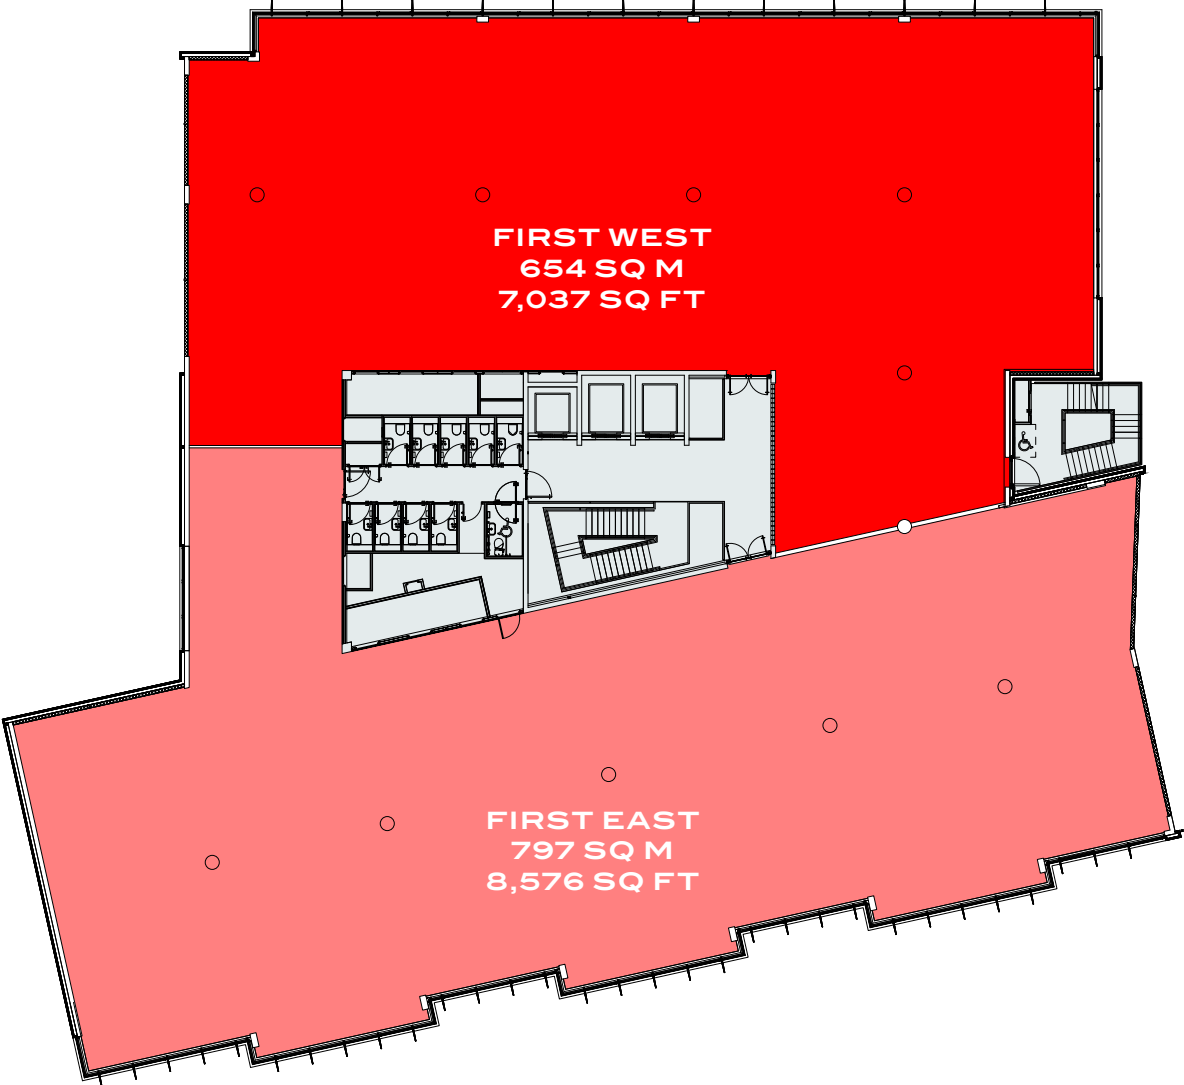 FIRST WEST
654 SQ M
7,037 SQ FT
FIRST EAST
797 SQ M
8,576 SQ FT